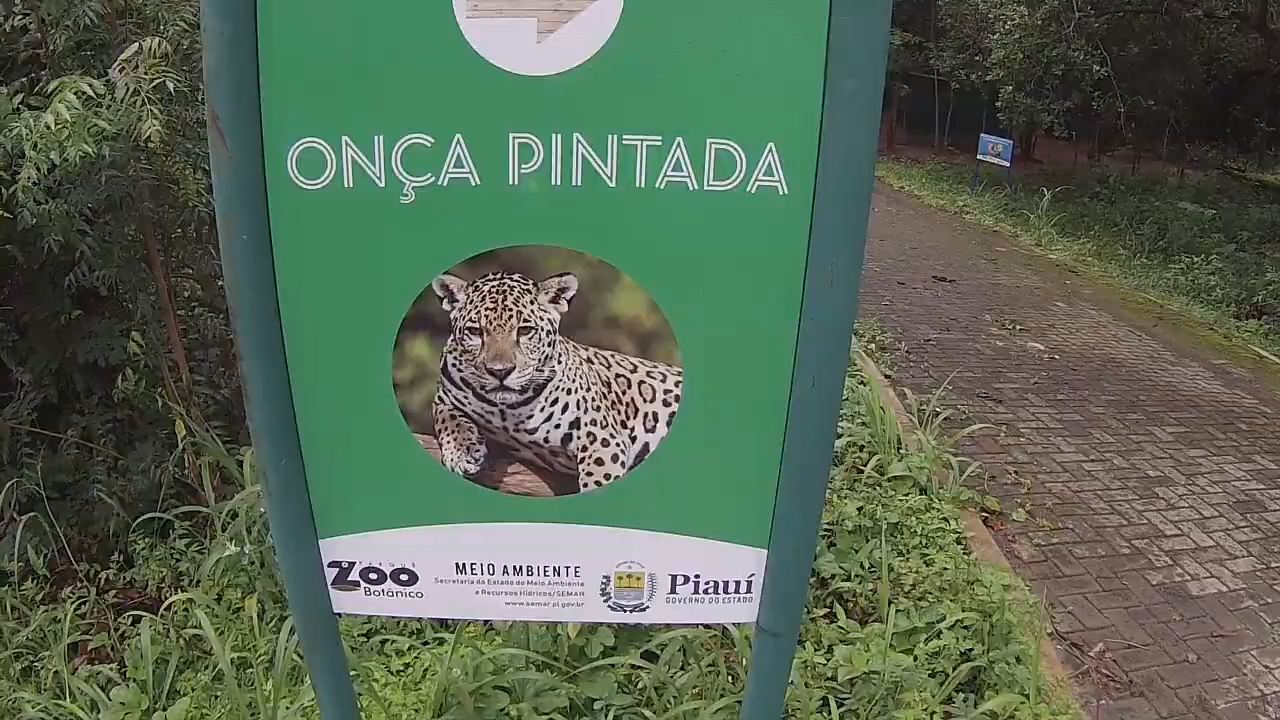 ONÇA PINTADA
PARQUE
Zoo
Botânico
MEIO AMBIENTE
Secretaria do Estado do Meio Ambiente
e Recursos Hídricos/SEMAR
www.semar.pi.gov.br
Piauí
GOVERNO DO ESTADO